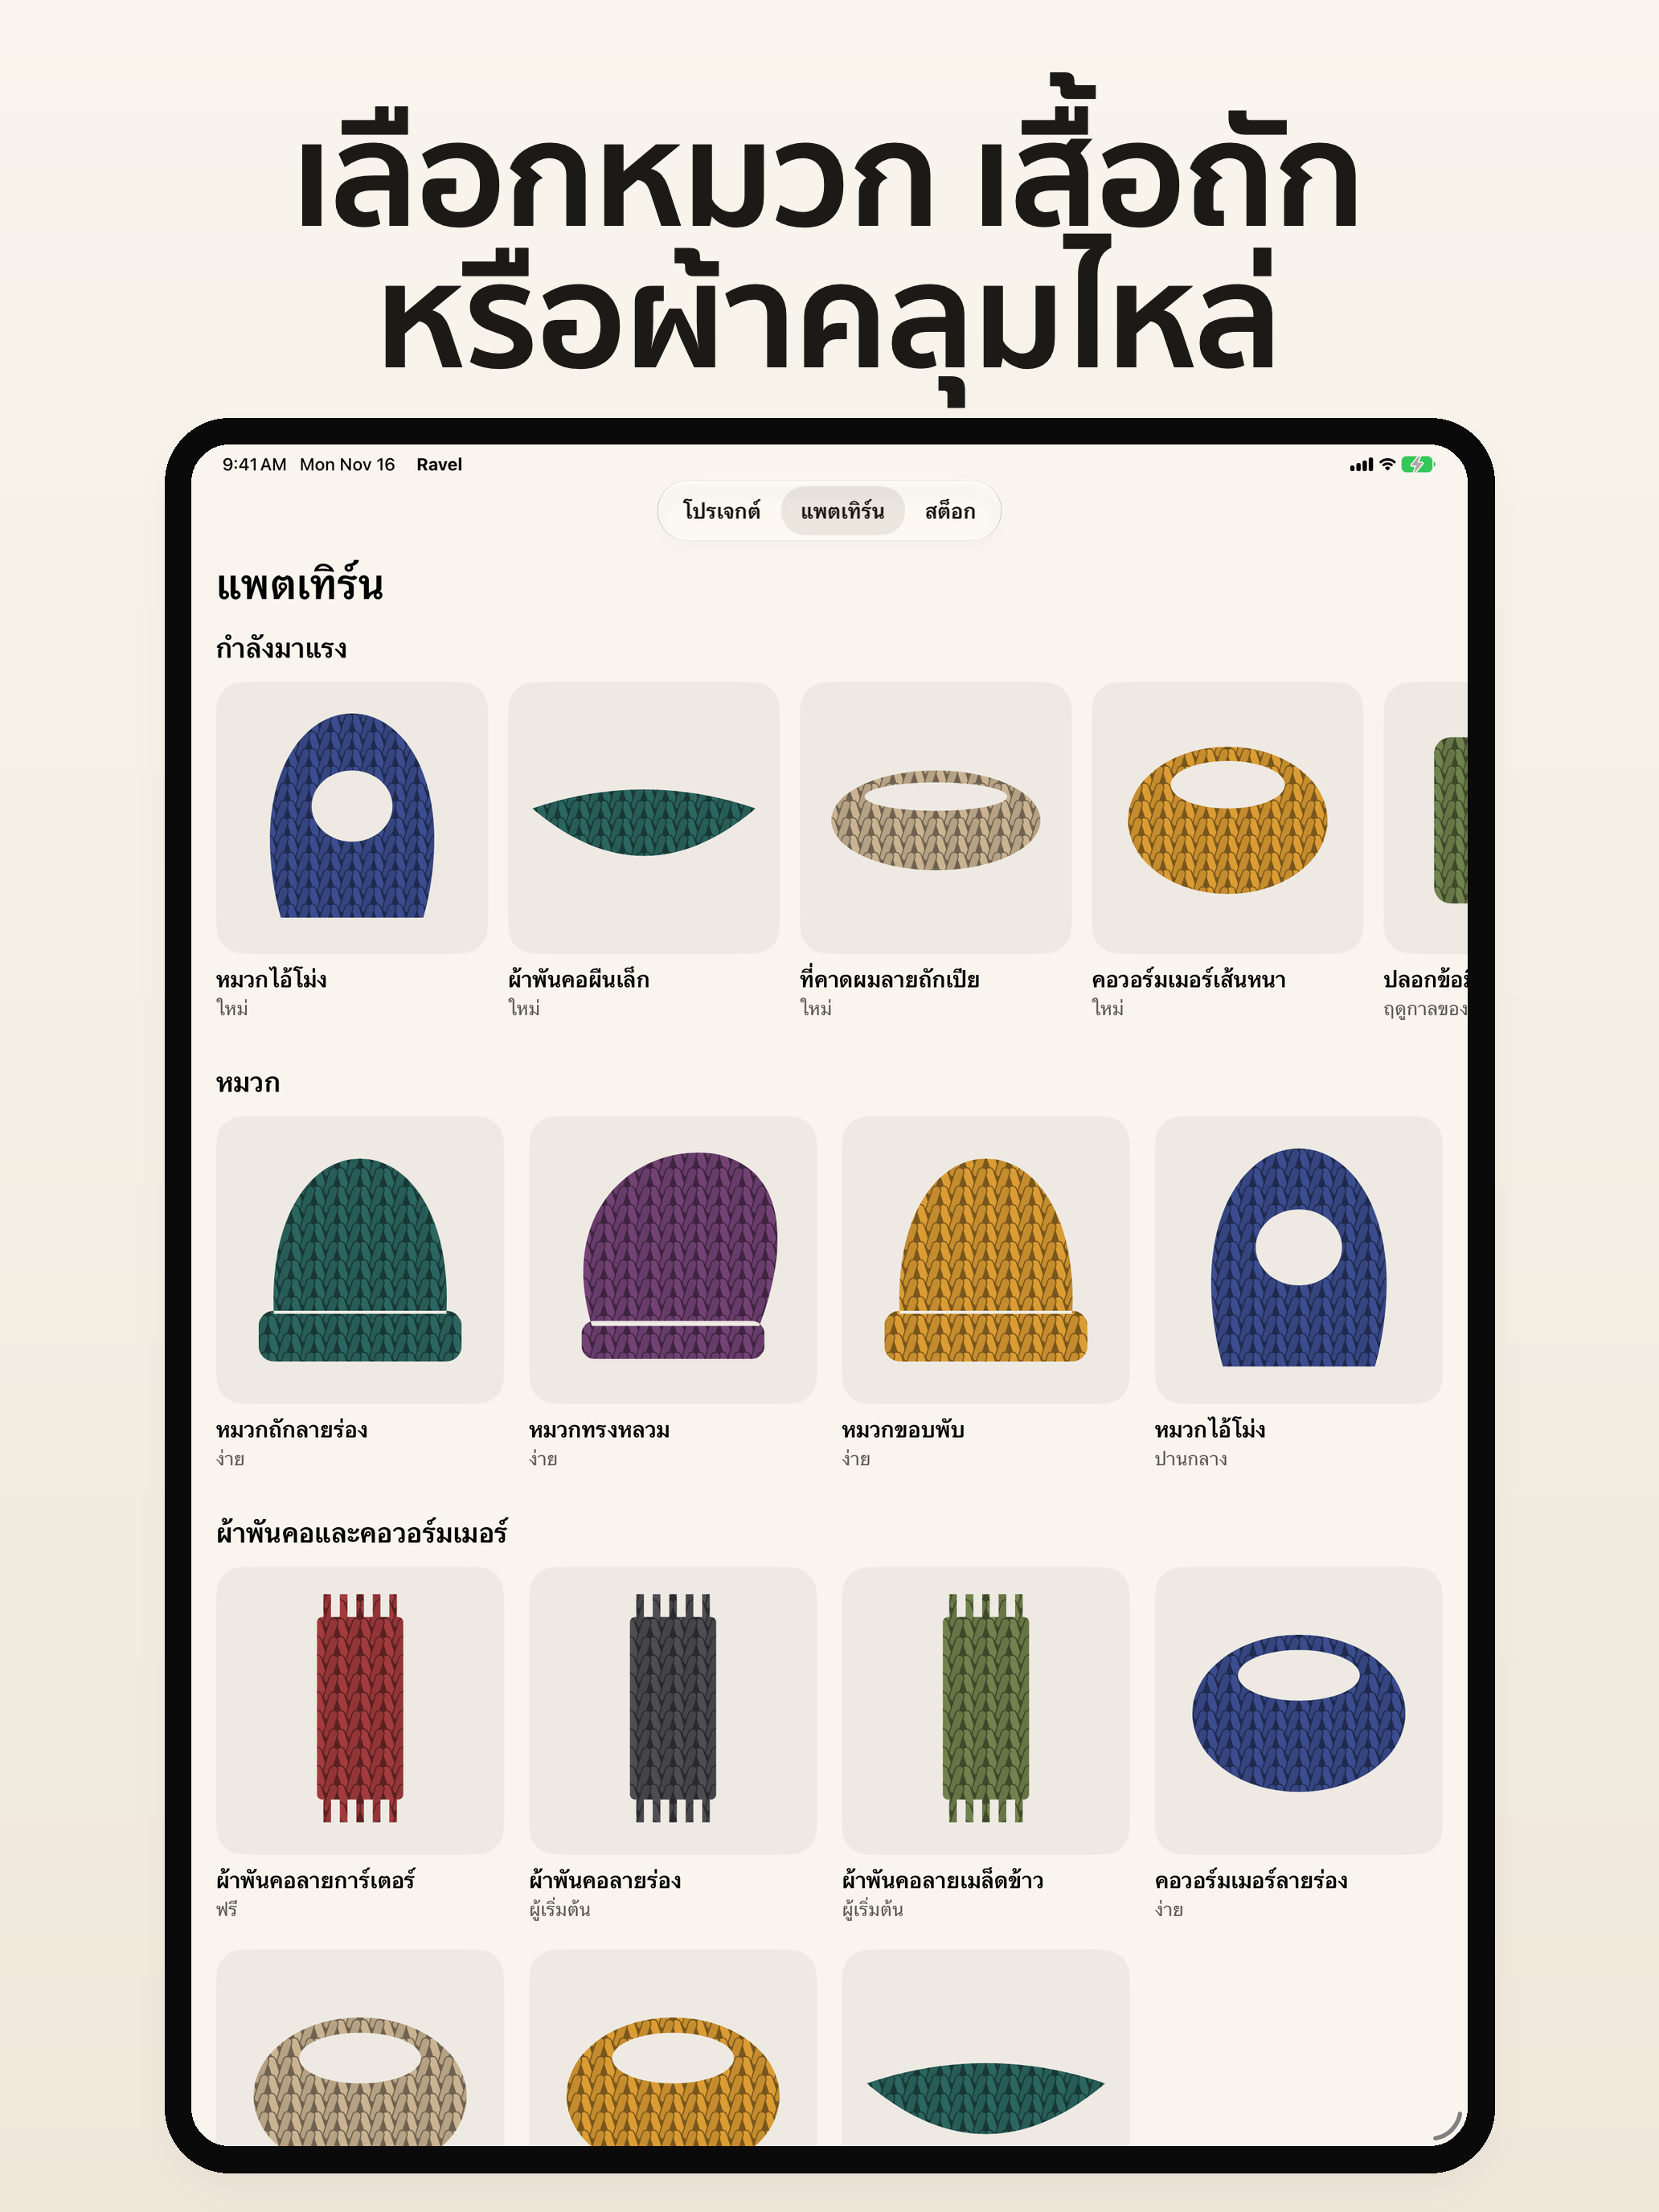 เลือกหมวก เสื้อถัก
หรือผ้าคลุมไหล่
9:41 AM Mon Nov 16 Ravel
โปรเจกต์ แพตเทิร์น สต็อก
แพตเทิร์น
กำลังมาแรง
หมวกไอ้โม่ง ผ้าพันคอผืนเล็ก ที่คาดผมลายถักเปีย คอวอร์มเมอร์เส้นหนา
ใหม่ ใหม่ ใหม่ ใหม่ ฤดูกาลของ
หมวก
หมวกถักลายร่อง หมวกทรงหลวม หมวกขอบพับ หมวกไอ้โม่ง
ง่าย ง่าย ง่าย ปานกลาง
ผ้าพันคอและคอวอร์มเมอร์
ผ้าพันคอลายการ์เตอร์ ผ้าพันคอลายร่อง ผ้าพันคอลายเมล็ดข้าว คอวอร์มเมอร์ลายร่อง
ฟรี ผู้เริ่มต้น ผู้เริ่มต้น ง่าย